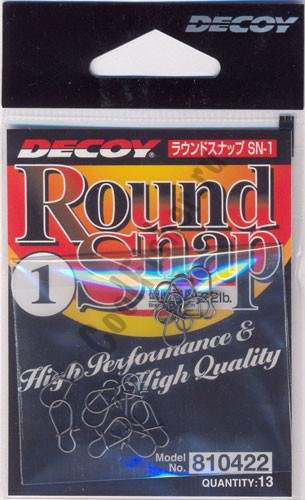 DECOY
DECOY® ラウンドスナップ SN-1
Round
1 Snap
2lb.
High Performance &
High Quality
Model No. 810422
QUANTITY:13